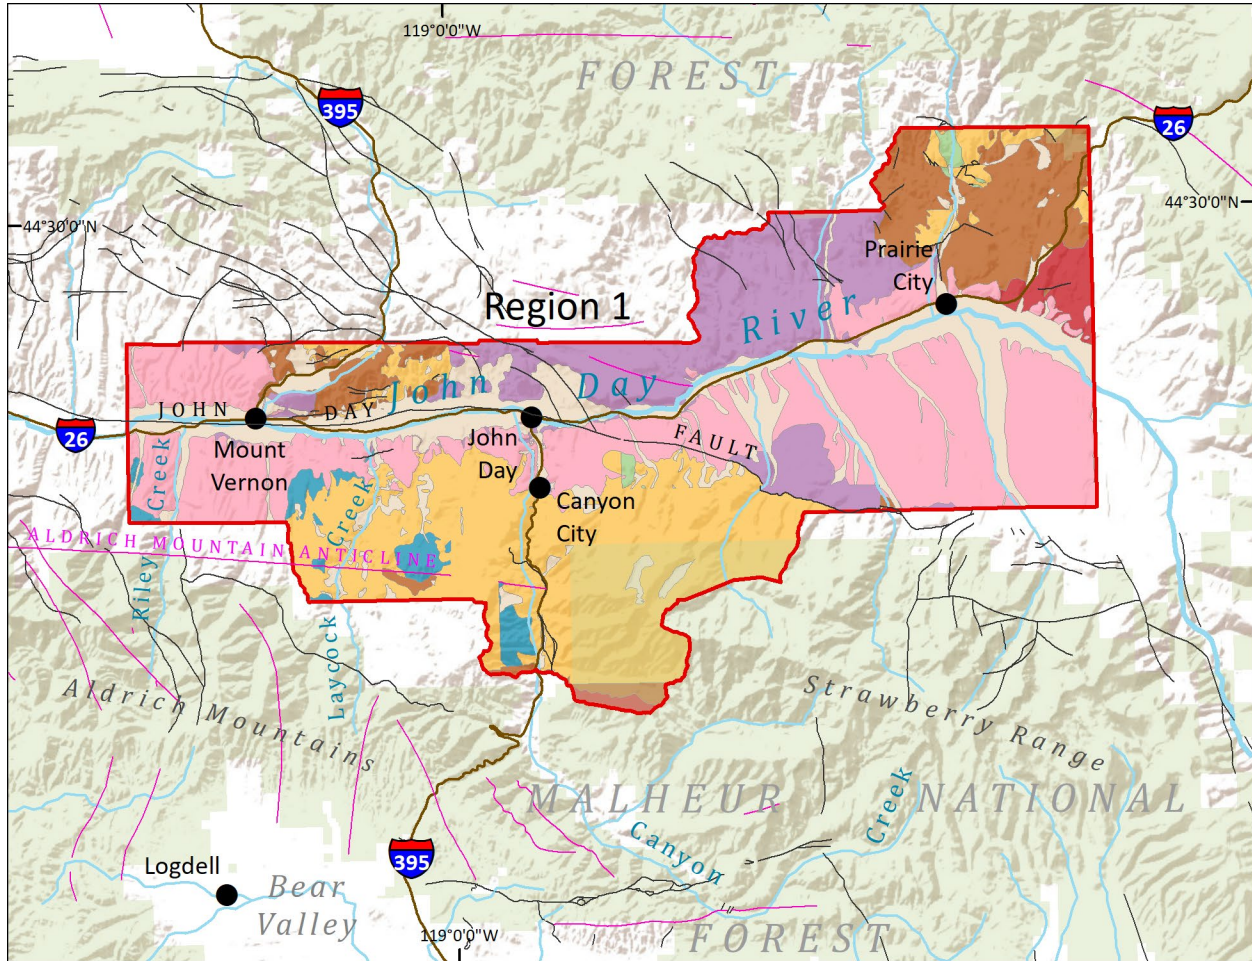 119°0'0"W
FOREST
395
26
44°30'0"N
44°30'0"N
Prairie
City
Region 1
River
John Day
JOHN DAY FAULT
26
Mount
Vernon
John
Day
Canyon
City
Riley Creek
Laycock Creek
ALDRICH MOUNTAIN ANTICLINE
Aldrich Mountains
Strawberry Range
MALHEUR NATIONAL
Canyon Creek
395
Logdell
Bear
Valley
119°0'0"W
FOREST